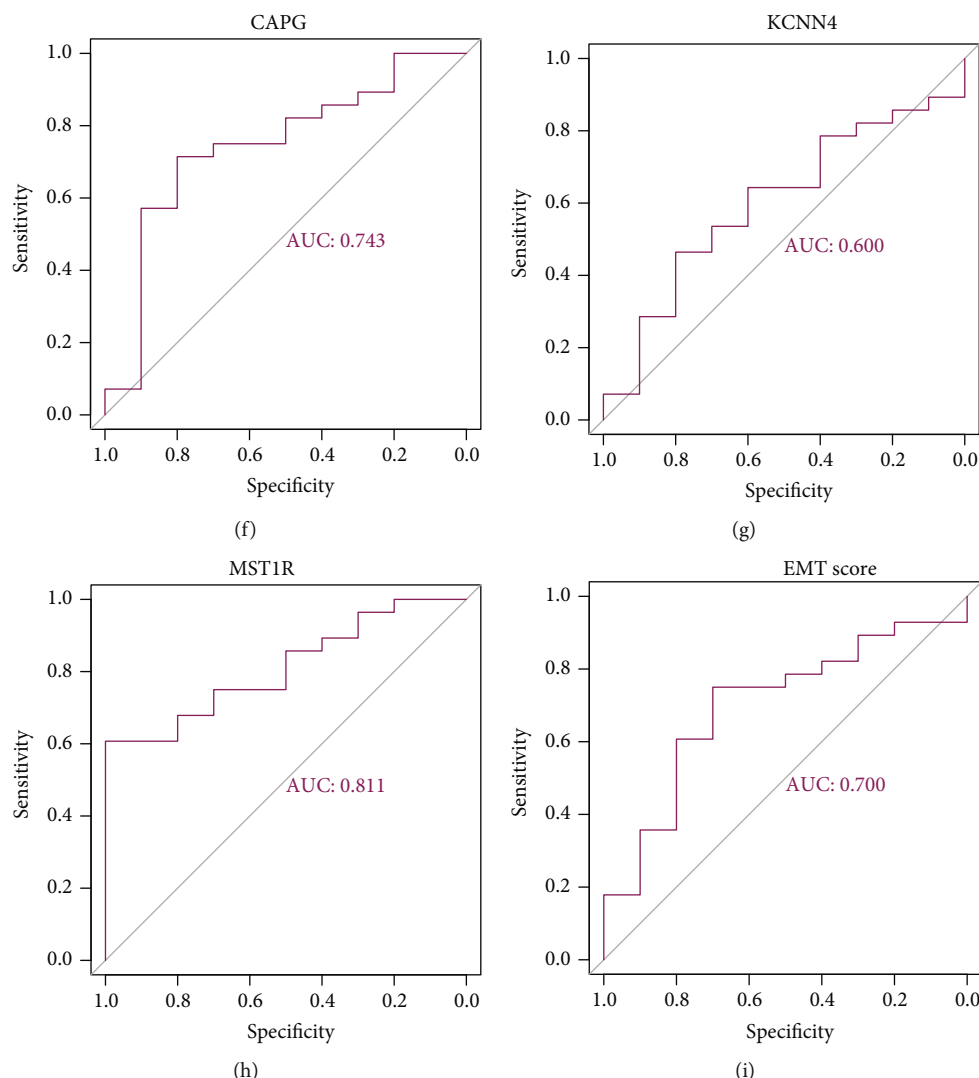 CAPG
1.0
0.8
0.6
0.4
0.2
0.0
Sensitivity
AUC: 0.743
1.0 0.8 0.6 0.4 0.2 0.0
Specificity
(f)
KCNN4
1.0
0.8
0.6
0.4
0.2
0.0
Sensitivity
AUC: 0.600
1.0 0.8 0.6 0.4 0.2 0.0
Specificity
(g)
MST1R
1.0
0.8
0.6
0.4
0.2
0.0
Sensitivity
AUC: 0.811
1.0 0.8 0.6 0.4 0.2 0.0
Specificity
(h)
EMT score
1.0
0.8
0.6
0.4
0.2
0.0
Sensitivity
AUC: 0.700
1.0 0.8 0.6 0.4 0.2 0.0
Specificity
(i)